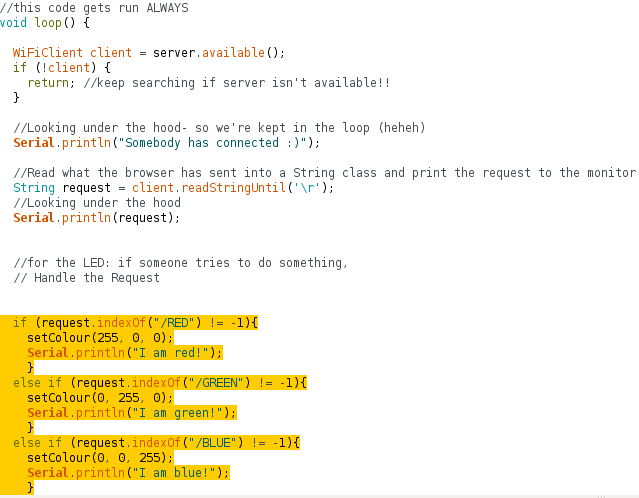 //this code gets run ALWAYS
void loop() {
WiFiClient client = server.available();
if (!client) {
return; //keep searching if server isn't available!!
}
//Looking under the hood- so we're kept in the loop (heheh)
Serial.println("Somebody has connected :)");
//Read what the browser has sent into a String class and print the request to the monitor
String request = client.readStringUntil('\r');
//Looking under the hood
Serial.println(request);
//for the LED: if someone tries to do something,
// Handle the Request
if (request.indexOf("/RED") != -1){
setColour(255, 0, 0);
Serial.println("I am red!");
}
else if (request.indexOf("/GREEN") != -1){
setColour(0, 255, 0);
Serial.println("I am green!");
}
else if (request.indexOf("/BLUE") != -1){
setColour(0, 0, 255);
Serial.println("I am blue!");
}